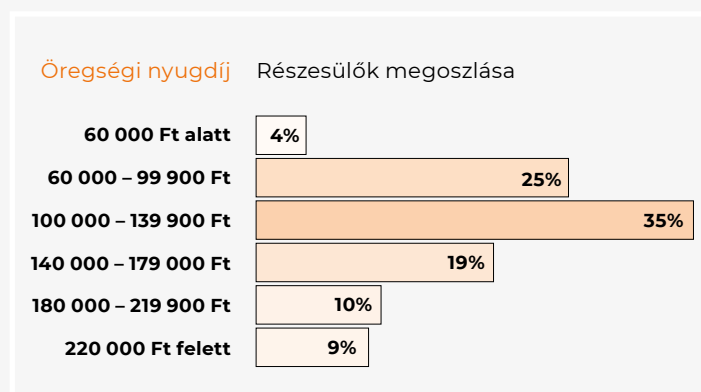 Öregségi nyugdíj Részesülők megoszlása
60 000 Ft alatt 4%
60 000 – 99 900 Ft 25%
100 000 – 139 900 Ft 35%
140 000 – 179 000 Ft 19%
180 000 – 219 900 Ft 10%
220 000 Ft felett 9%